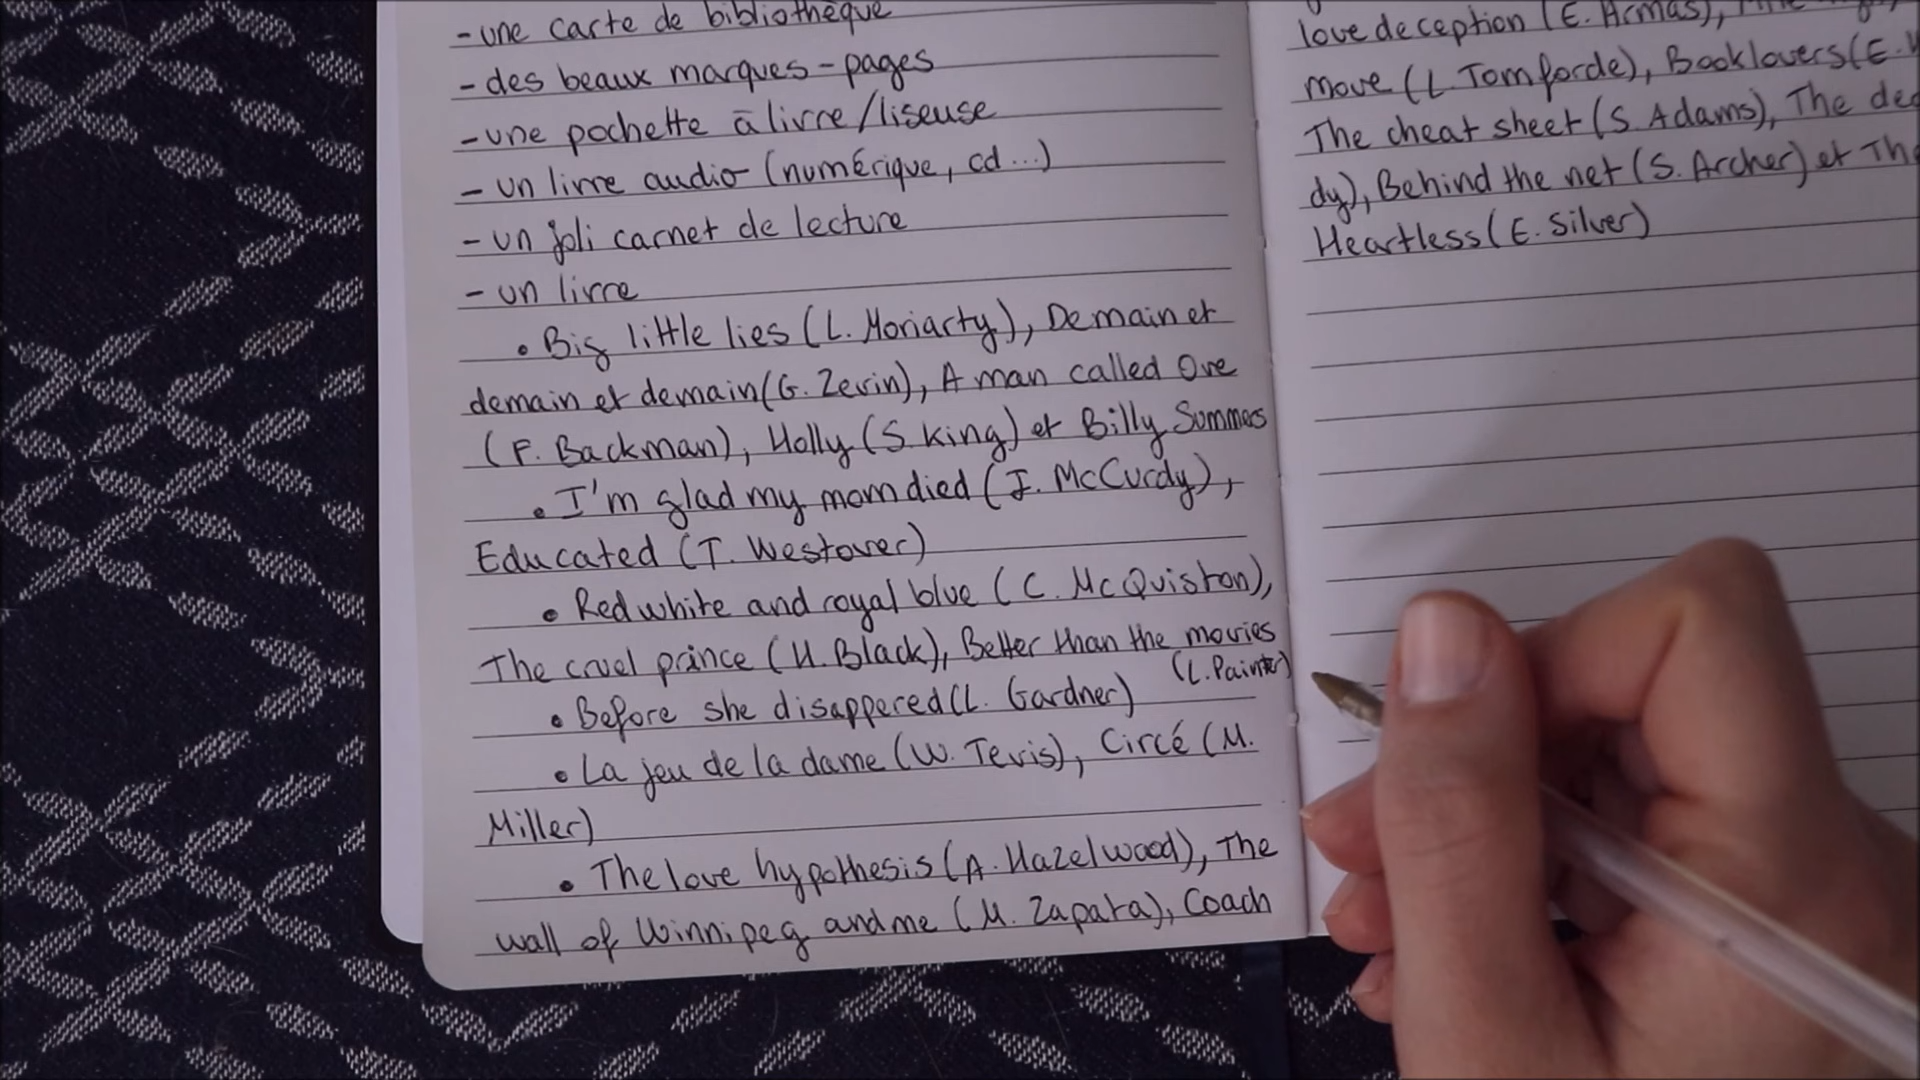 -une carte de bibliothèque
- des beaux marques-pages
-une pochette à livre/liseuse
- un livre audio (numérique, cd...)
- un joli carnet de lecture
- un livre
• Big little lies (L. Moriarty), Demain et
demain et demain (G. Zevin), A man called Ove
(F. Backman), Holly (S King) et Billy Summers
• I'm glad my mom died (J. McCurdy),
Educated (T. Westover)
• Red white and royal blue (C. McQuiston),
The cruel prince (H. Black), Better than the movies
(L. Painter)
• Before she disappered (L. Gardner)
• La jeu de la dame (W. Tevis), Circé (M.
Miller)
• The love hypothesis (A. Hazelwood), The
wall of Winnipeg and me (M. Zapata), Coach
love deception (E. Armas),
move (L. Tomforde), Booklovers (E.
The cheat sheet (S. Adams), The
dy), Behind the net (S. Archer) et
Heartless (E. Silver)